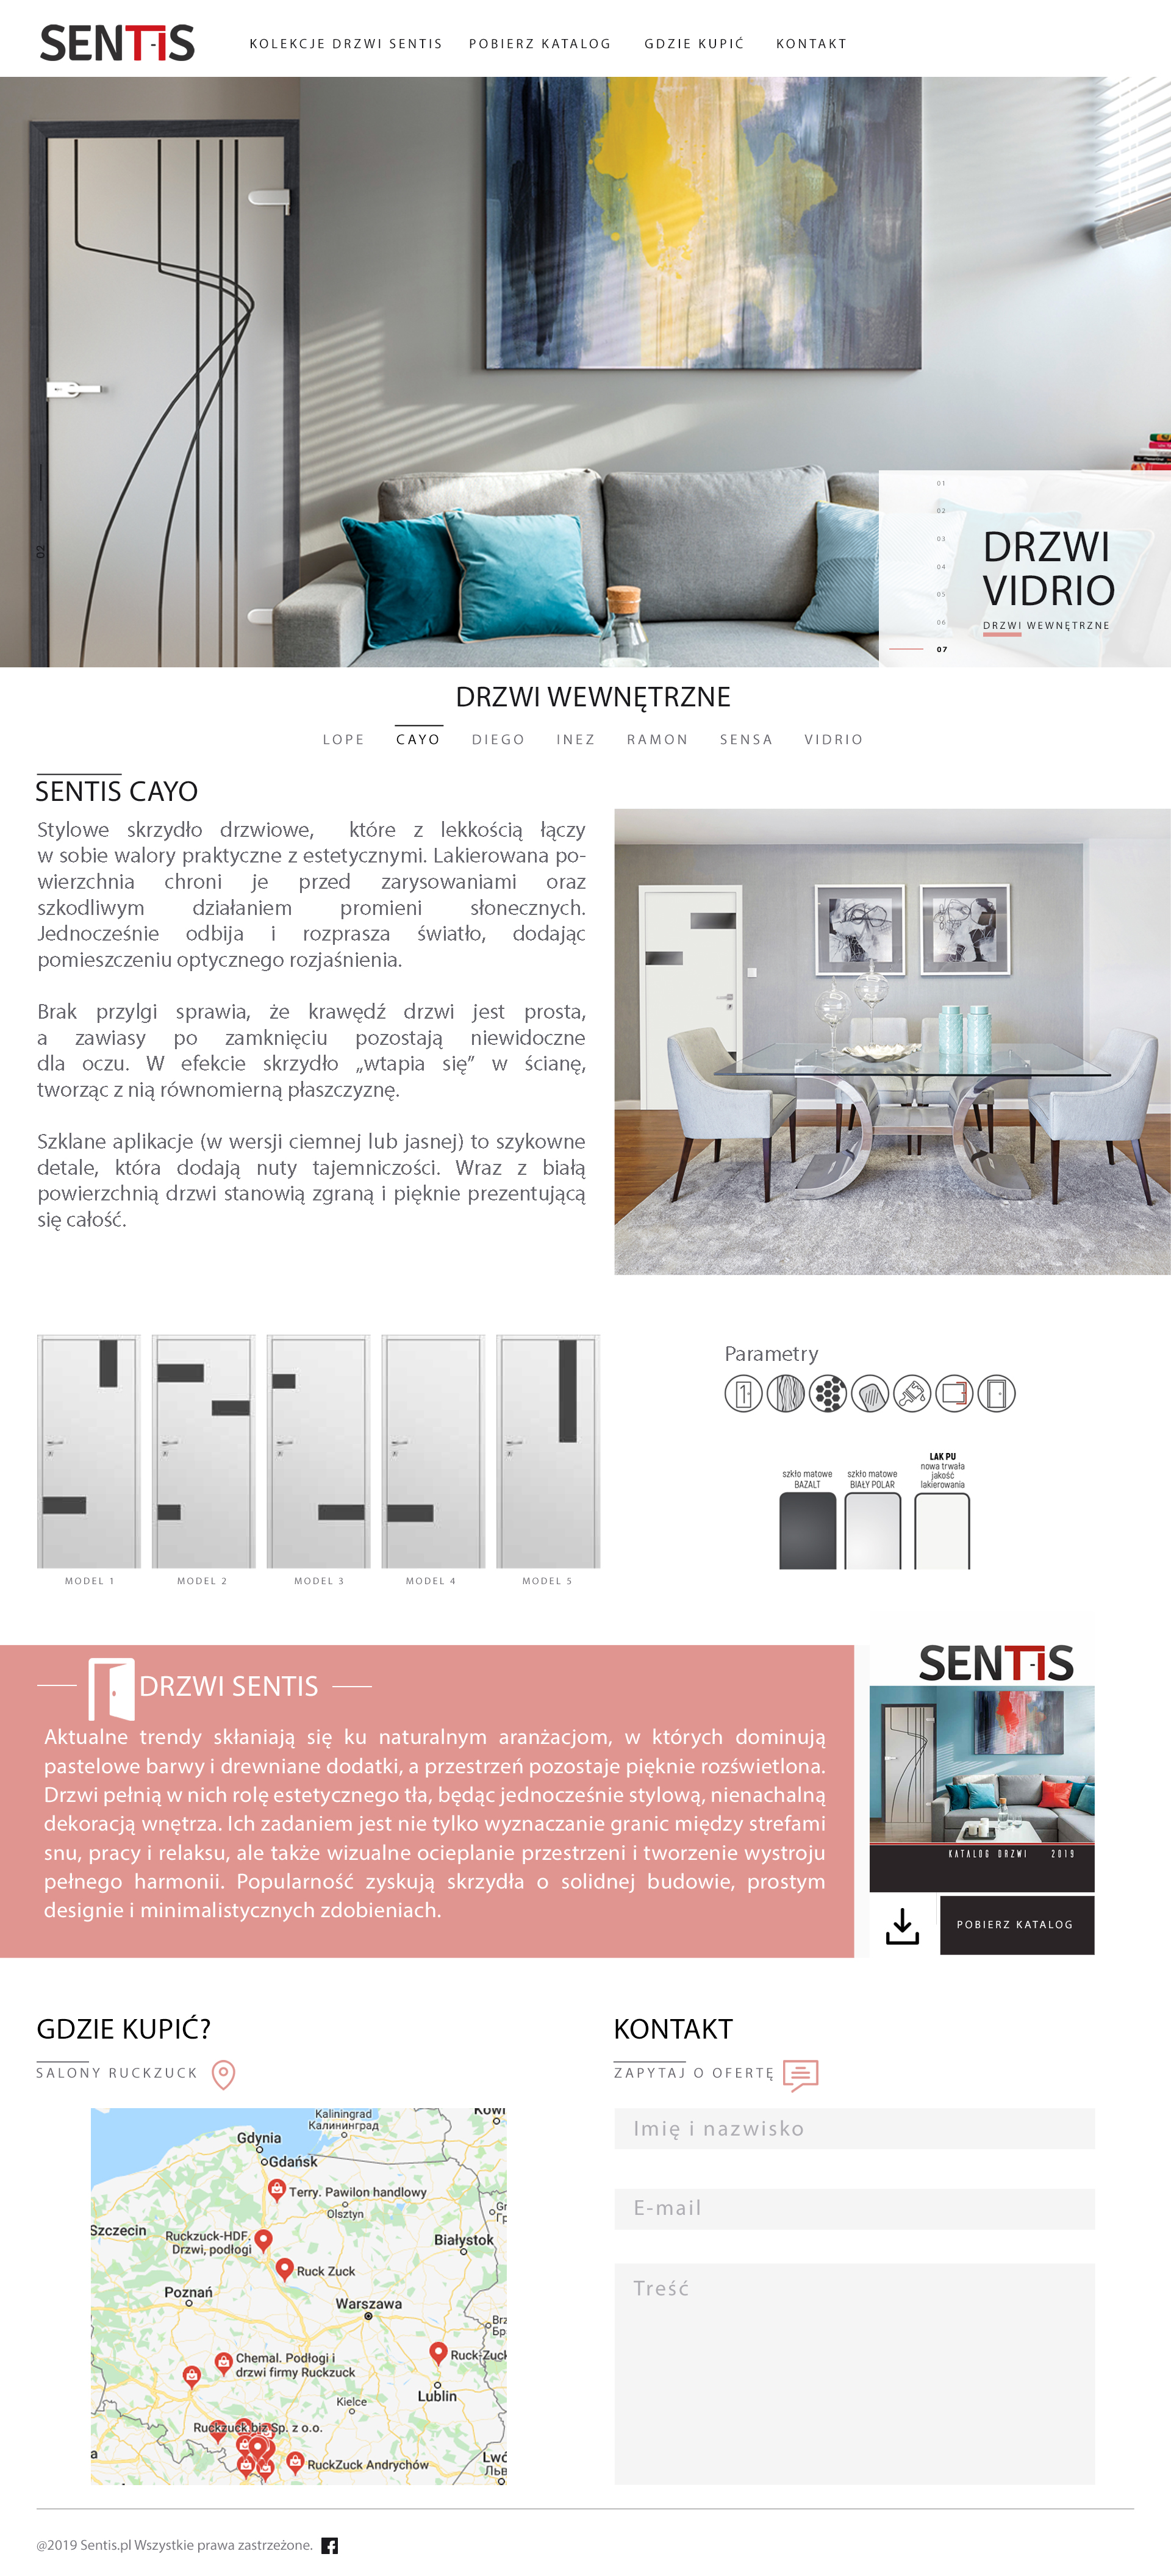 SENTIS
KOLEKCJE DRZWI SENTIS POBIERZ KATALOG GDZIE KUPIĆ KONTAKT
02
01
02
03
04
05
06
07
DRZWI
VIDRIO
DRZWI WEWNĘTRZNE
DRZWI WEWNĘTRZNE
LOPE CAYO DIEGO INEZ RAMON SENSA VIDRIO
SENTIS CAYO
Stylowe skrzydło drzwiowe, które z lekkością łączy
w sobie walory praktyczne z estetycznymi. Lakierowana po-
wierzchnia chroni je przed zarysowaniami oraz
szkodliwym działaniem promieni słonecznych.
Jednocześnie odbija i rozprasza światło, dodając
pomieszczeniu optycznego rozjaśnienia.
Brak przylgi sprawia, że krawędź drzwi jest prosta,
a zawiasy po zamknięciu pozostają niewidoczne
dla oczu. W efekcie skrzydło „wtapia się” w ścianę,
tworząc z nią równomierną płaszczyznę.
Szklane aplikacje (w wersji ciemnej lub jasnej) to szykowne
detale, która dodają nuty tajemniczości. Wraz z białą
powierzchnią drzwi stanowią zgraną i pięknie prezentującą
się całość.
MODEL 1 MODEL 2 MODEL 3 MODEL 4 MODEL 5
Parametry
szkło matowe
BAZALT
szkło matowe
BIAŁY POLAR
LAK PU
nowa trwała
jakość
lakierowania
DRZWI SENTIS
Aktualne trendy skłaniają się ku naturalnym aranżacjom, w których dominują
pastelowe barwy i drewniane dodatki, a przestrzeń pozostaje pięknie rozświetlona.
Drzwi pełnią w nich rolę estetycznego tła, będąc jednocześnie stylową, nienachalną
dekoracją wnętrza. Ich zadaniem jest nie tylko wyznaczanie granic między strefami
snu, pracy i relaksu, ale także wizualne ocieplanie przestrzeni i tworzenie wystroju
pełnego harmonii. Popularność zyskują skrzydła o solidnej budowie, prostym
designie i minimalistycznych zdobieniach.
SENTIS
KATALOG DRZWI 2019
POBIERZ KATALOG
GDZIE KUPIĆ?
SALONY RUCKZUCK
Kaliningrad
Калининград
Gdynia
Gdańsk
Terry. Pawilon handlowy
Olsztyn
Szczecin
Ruckzuck-HDF.
Drzwi, podłogi
Białystok
Ruck Zuck
Poznań
Warszawa
Chemal. Podłogi i
drzwi firmy Ruckzuck
Ruck-Zuck
Lublin
Kielce
Ruckzuck.biz Sp. z o.o.
RuckZuck Andrychów
KONTAKT
ZAPYTAJ O OFERTĘ
Imię i nazwisko
E-mail
Treść
@2019 Sentis.pl Wszystkie prawa zastrzeżone.